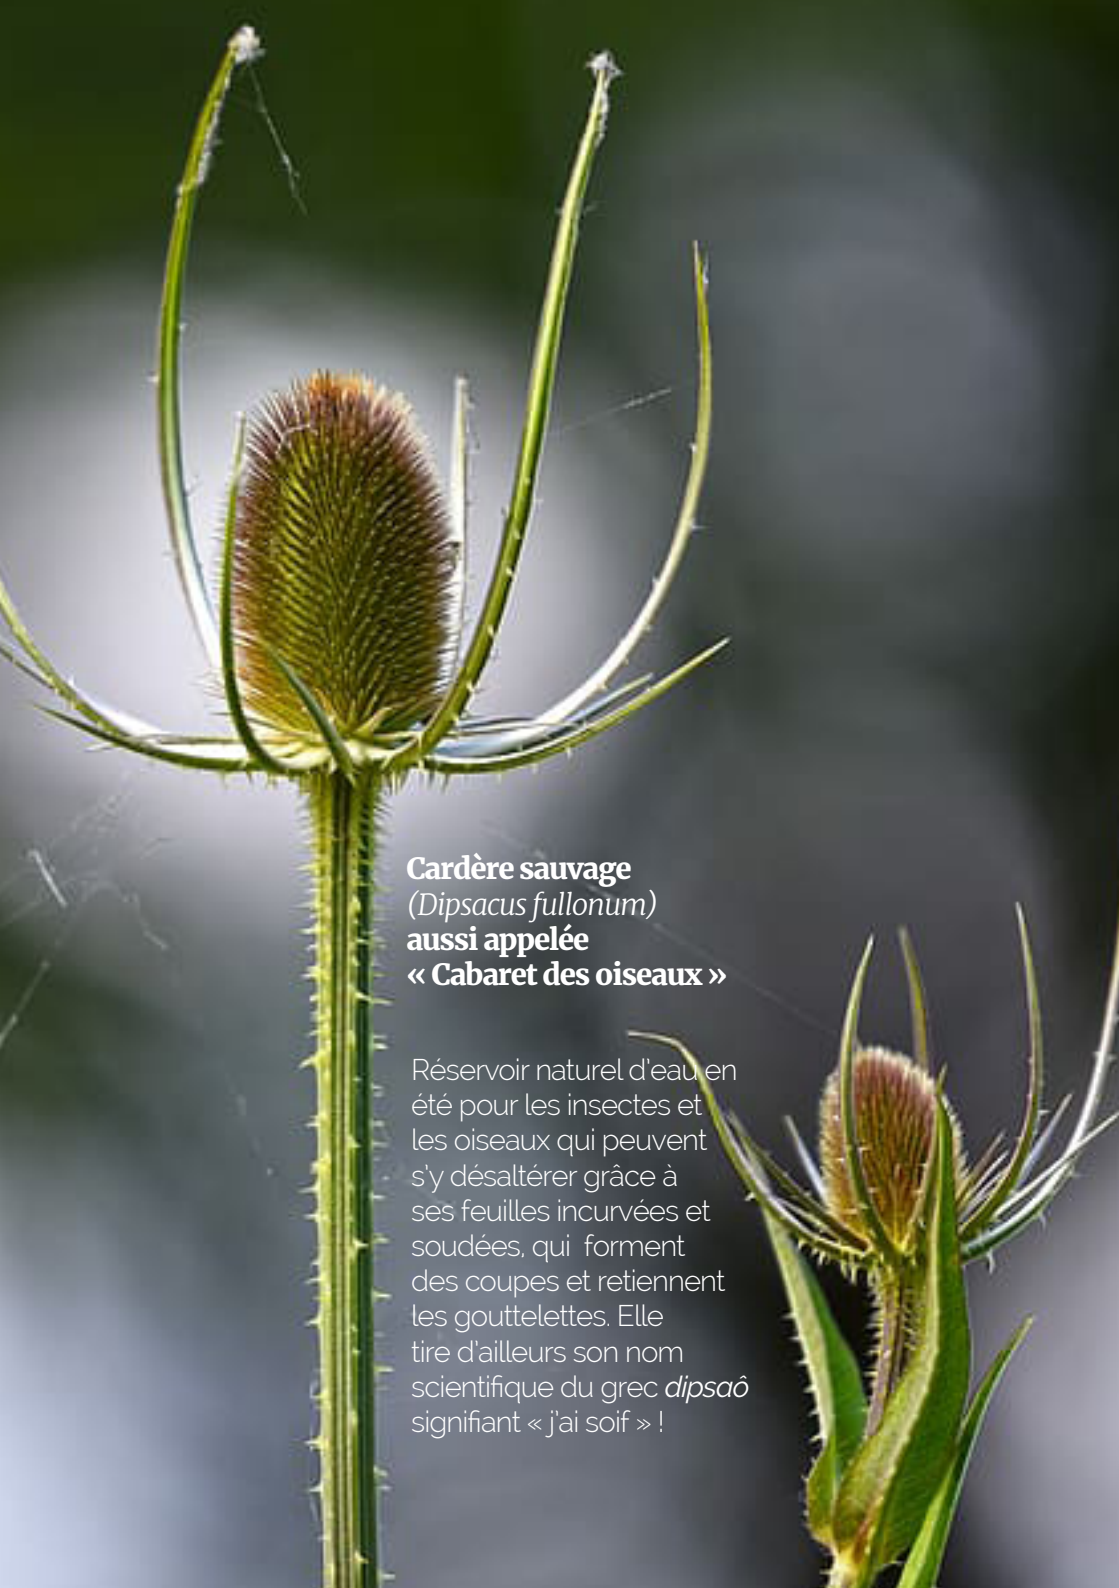 Cardère sauvage
(Dipsacus fullonum)
aussi appelée
« Cabaret des oiseaux »
Réservoir naturel d'eau en
été pour les insectes et
les oiseaux qui peuvent
s'y désaltérer grâce à
ses feuilles incurvées et
soudées, qui forment
des coupes et retiennent
les gouttelettes. Elle
tire d'ailleurs son nom
scientifique du grec dipsaô
signifiant « j'ai soif » !